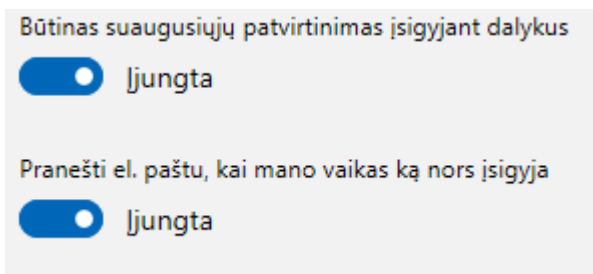 Būtinas suaugusiųjų patvirtinimas įsigyjant dalykus
Įjungta
Pranešti el. paštu, kai mano vaikas ką nors įsigyja
Įjungta